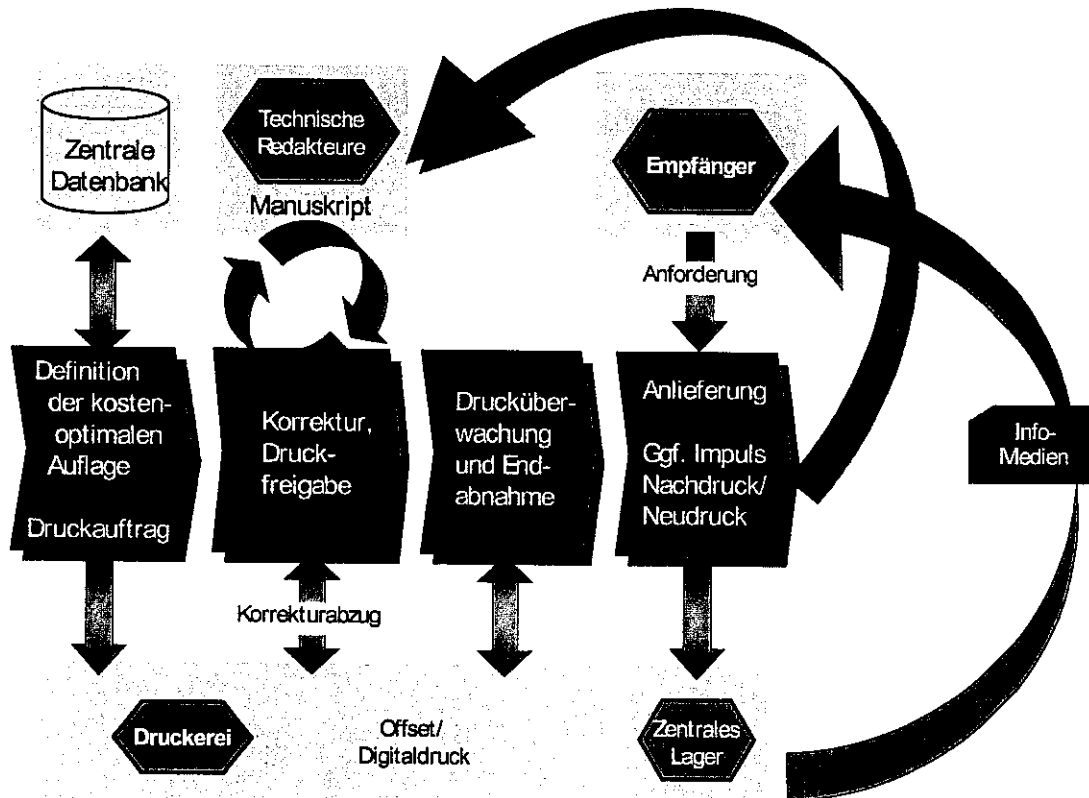 Zentrale
Datenbank
Technische
Redakteure
Manuskript
Empfänger
Anforderung
Definition
der kosten-
optimalen
Auflage
Druckauftrag
Korrektur,
Druck-
freigabe
Drucküber-
wachung
und End-
abnahme
Anlieferung
Ggf. Impuls
Nachdruck/
Neudruck
Info-
Medien
Korrekturabzug
Druckerei
Offset/
Digitaldruck
Zentrales
Lager